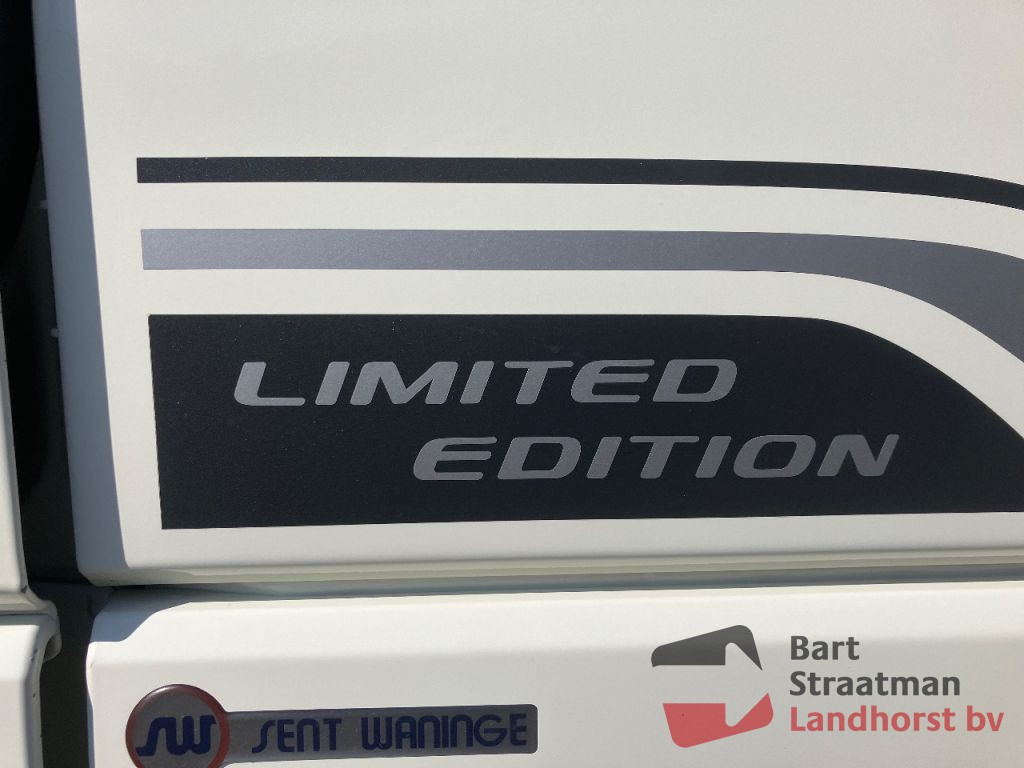 LIMITED
EDITION
SW SENT WANINGE
Bart
Straatman
Landhorst bv